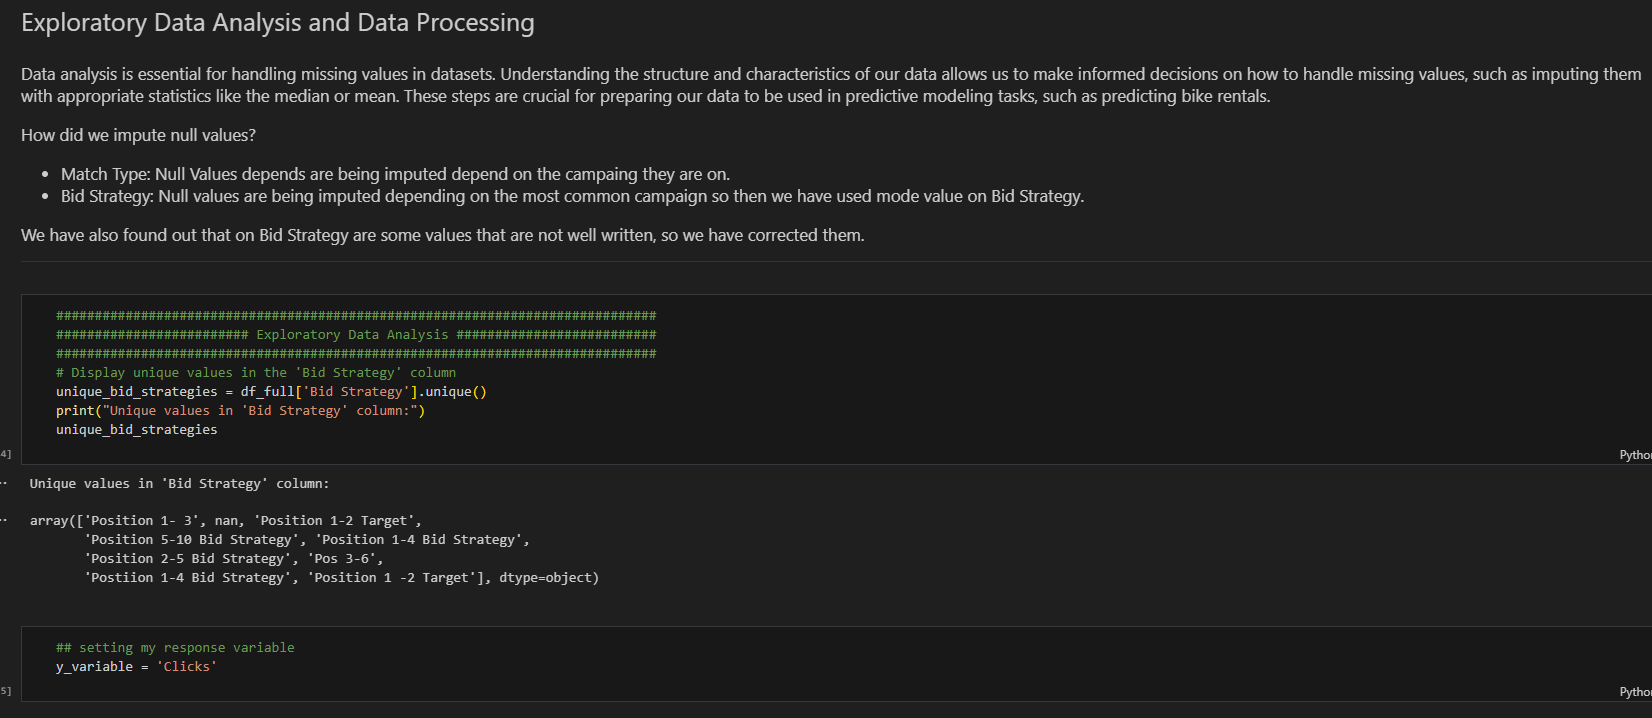 Exploratory Data Analysis and Data Processing
Data analysis is essential for handling missing values in datasets. Understanding the structure and characteristics of our data allows us to make informed decisions on how to handle missing values, such as imputing them
with appropriate statistics like the median or mean. These steps are crucial for preparing our data to be used in predictive modeling tasks, such as predicting bike rentals.
How did we impute null values?
• Match Type: Null Values depends are being imputed depend on the campaing they are on.
• Bid Strategy: Null values are being imputed depending on the most common campaign so then we have used mode value on Bid Strategy.
We have also found out that on Bid Strategy are some values that are not well written, so we have corrected them.
##############################################################################
######################### Exploratory Data Analysis ##########################
##############################################################################
# Display unique values in the 'Bid Strategy' column
unique_bid_strategies = df_full['Bid Strategy'].unique()
print("Unique values in 'Bid Strategy' column:")
unique_bid_strategies
4]
Pytho
Unique values in 'Bid Strategy' column:
array(['Position 1- 3', nan, 'Position 1-2 Target',
'Position 5-10 Bid Strategy', 'Position 1-4 Bid Strategy',
'Position 2-5 Bid Strategy', 'Pos 3-6',
'Postiion 1-4 Bid Strategy', 'Position 1 -2 Target'], dtype=object)
## setting my response variable
y_variable = 'Clicks'
5]
Pytho